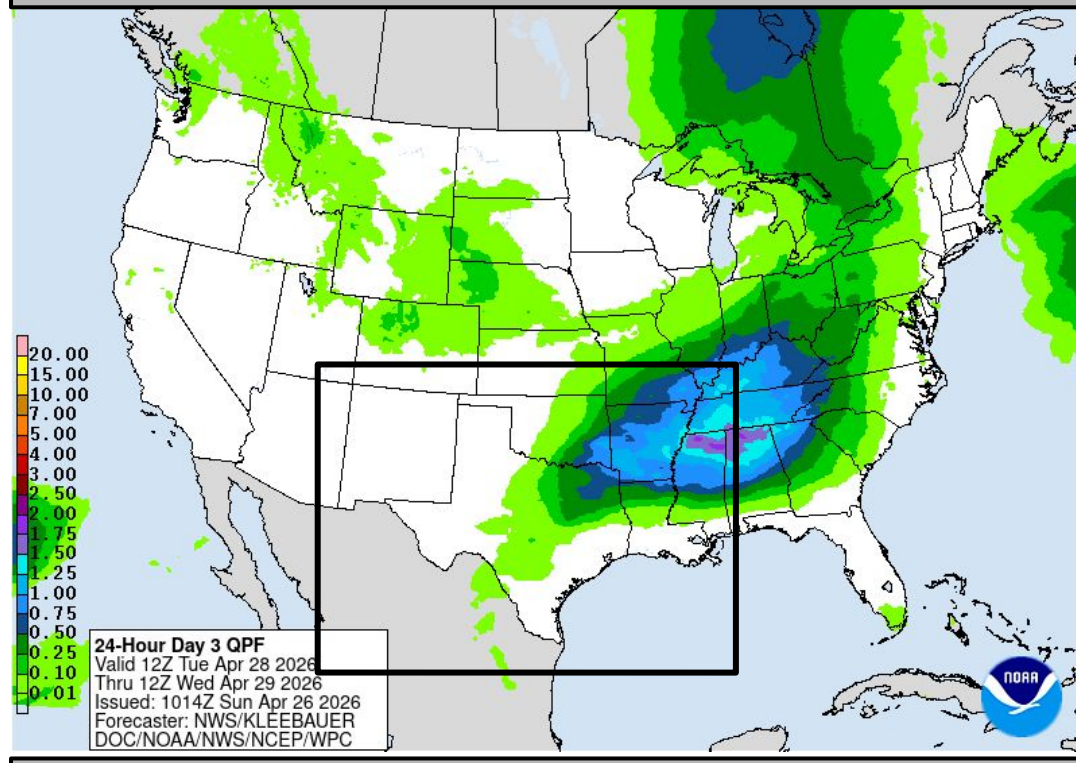 20.00
15.00
10.00
7.00
5.00
4.00
3.00
2.50
2.00
1.75
1.50
1.25
1.00
0.75
0.50
0.25
0.10
0.01
24-Hour Day 3 QPF
Valid 12Z Tue Apr 28 2026
Thru 12Z Wed Apr 29 2026
Issued: 1014Z Sun Apr 26 2026
Forecaster: NWS/KLEEBAUER
DOC/NOAA/NWS/NCEP/WPC
NOAA